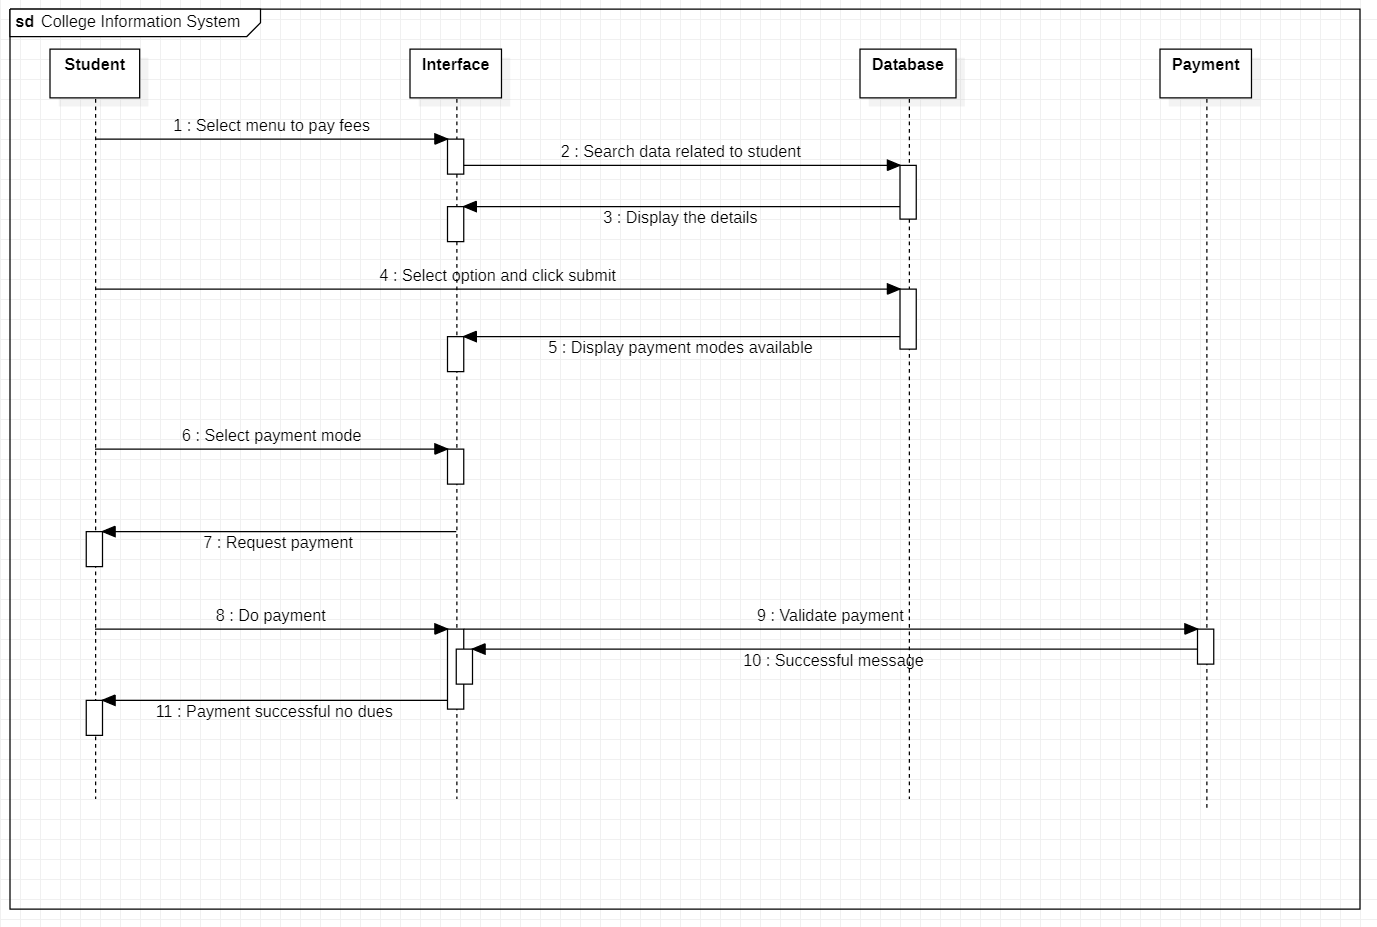 sd College Information System
Student
Interface
Database
Payment
1 : Select menu to pay fees
2 : Search data related to student
3 : Display the details
4 : Select option and click submit
5 : Display payment modes available
6 : Select payment mode
7 : Request payment
8 : Do payment
9 : Validate payment
10 : Successful message
11 : Payment successful no dues